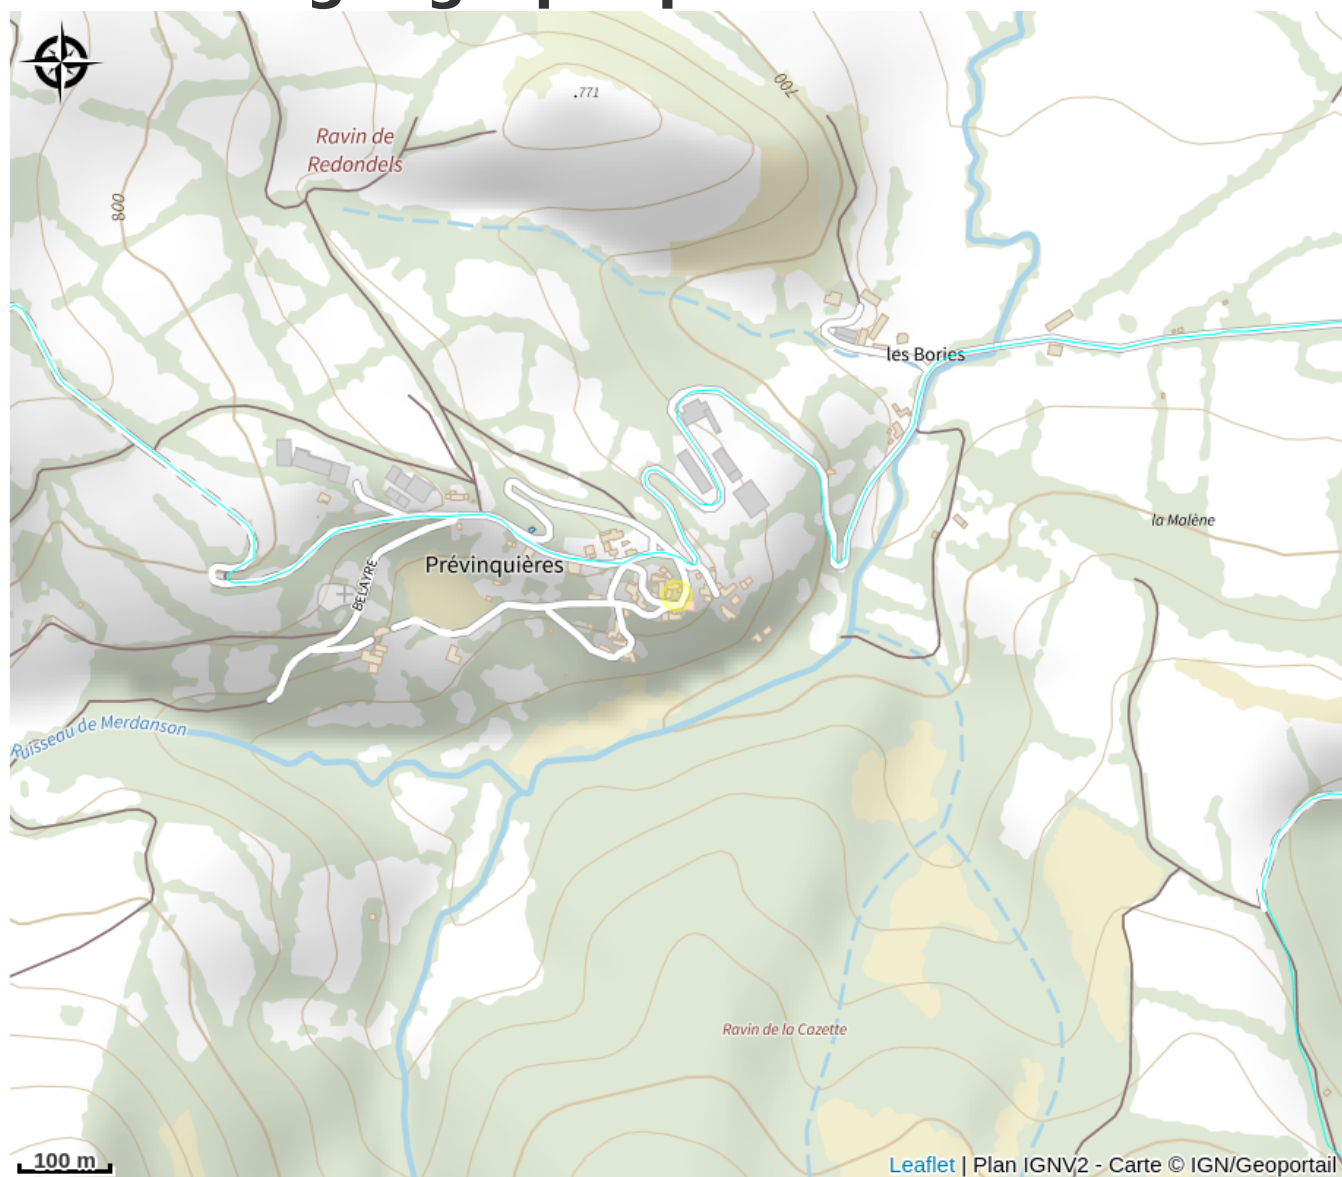 771
700
Ravin de
Redondels
800
les Bories
la Malène
Prévinquières
BELAYRE
Ruisseau de Merdanson
Ravin de la Cazette
100 m
Leaflet | Plan IGNV2 - Carte © IGN/Geoportail